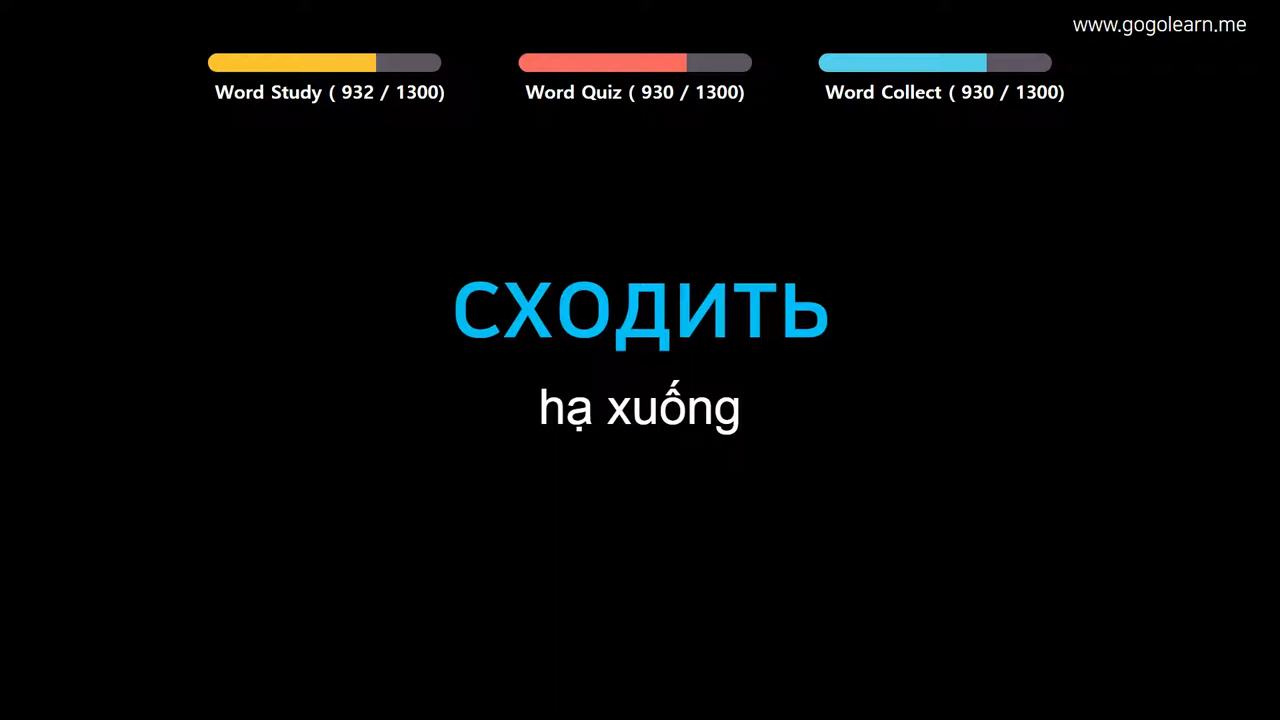 www.gogolearn.me
Word Study ( 932 / 1300)
Word Quiz ( 930 / 1300)
Word Collect ( 930 / 1300)
сходить
hạ xuống